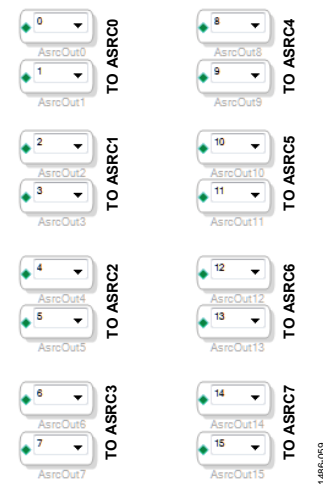 0
AsrcOut0
1
AsrcOut1
TO ASRC0
2
AsrcOut2
3
AsrcOut3
TO ASRC1
4
AsrcOut4
5
AsrcOut5
TO ASRC2
6
AsrcOut6
7
AsrcOut7
TO ASRC3
8
AsrcOut8
9
AsrcOut9
TO ASRC4
10
AsrcOut10
11
AsrcOut11
TO ASRC5
12
AsrcOut12
13
AsrcOut13
TO ASRC6
14
AsrcOut14
15
AsrcOut15
TO ASRC7